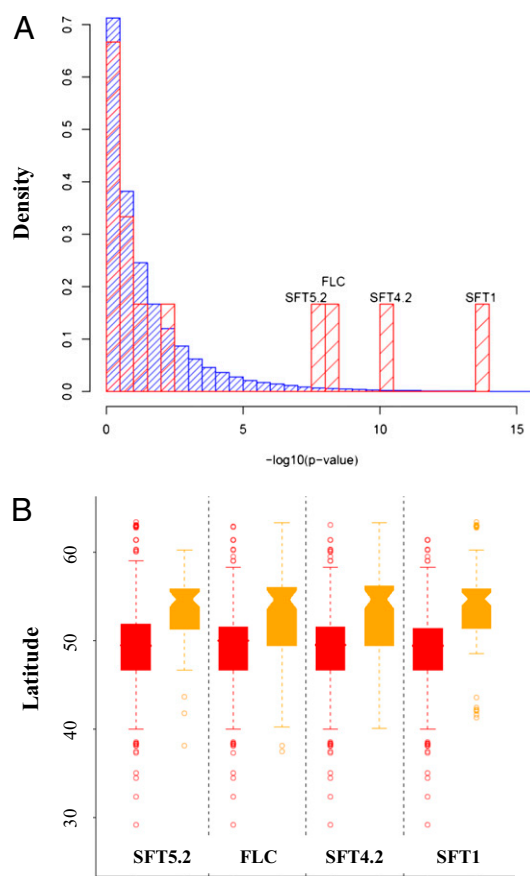 A
0.7
0.6
0.5
0.4
0.3
0.2
0.1
0.0
Density
FLC
SFT5.2 SFT4.2 SFT1
0 5 10 15
−log10(p−value)
B
60
50
40
30
Latitude
SFT5.2 FLC SFT4.2 SFT1